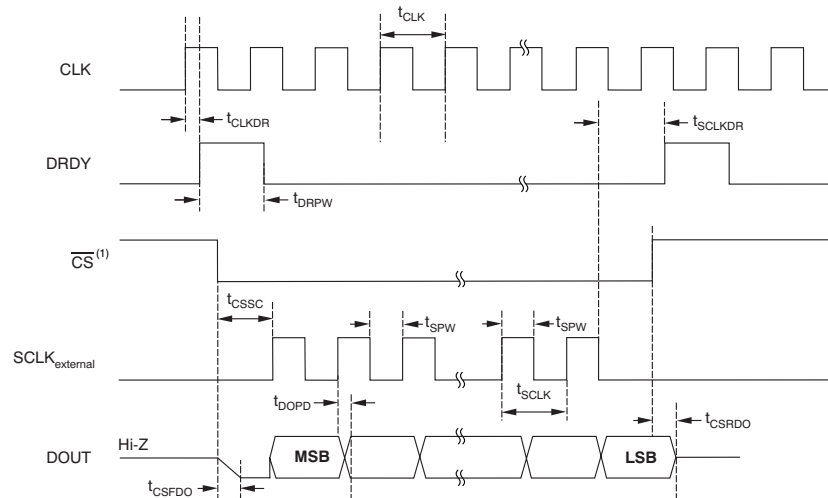 t_CLK
CLK
t_CLKDR
t_SCLKDR
DRDY
t_DRPW
C̅S̅ (1)
t_CSSC
t_SPW
t_SPW
SCLK_external
t_SCLK
t_DOPD
t_CSRDO
Hi-Z
DOUT
MSB
LSB
t_CSFDO